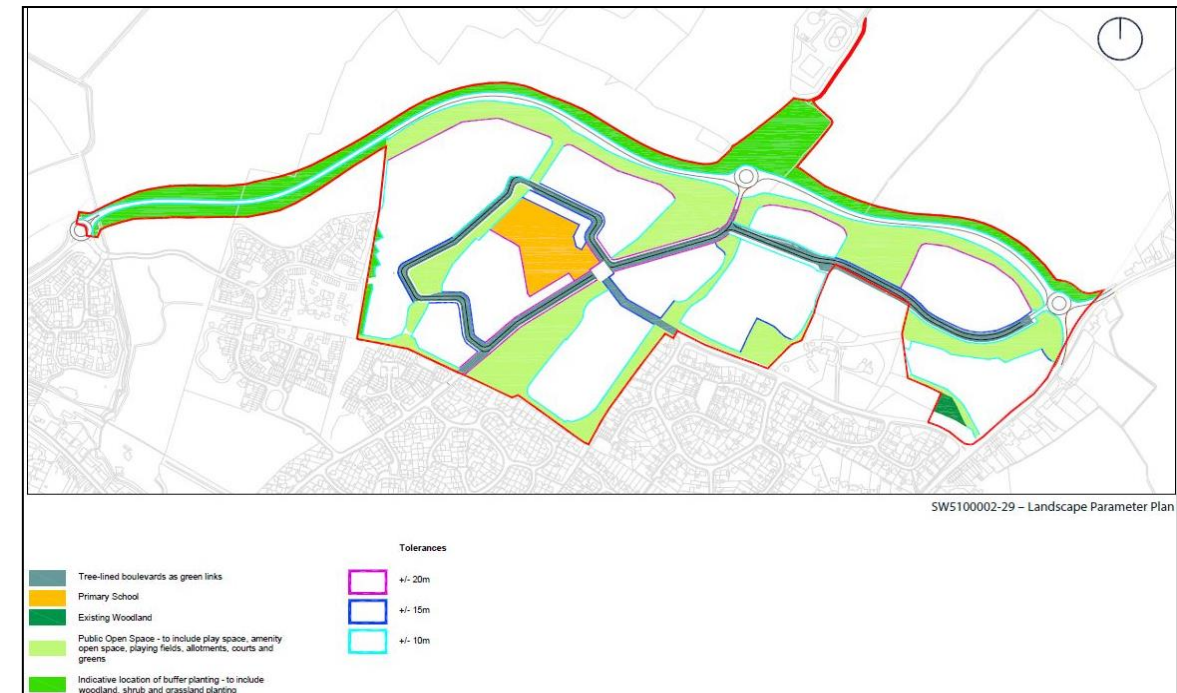 SW5100002-29 – Landscape Parameter Plan
Tree-lined boulevards as green links
Primary School
Existing Woodland
Public Open Space - to include play space, amenity
open space, playing fields, allotments, courts and
greens
Indicative location of buffer planting - to include
woodland, shrub and grassland planting
Tolerances
+/- 20m
+/- 15m
+/- 10m